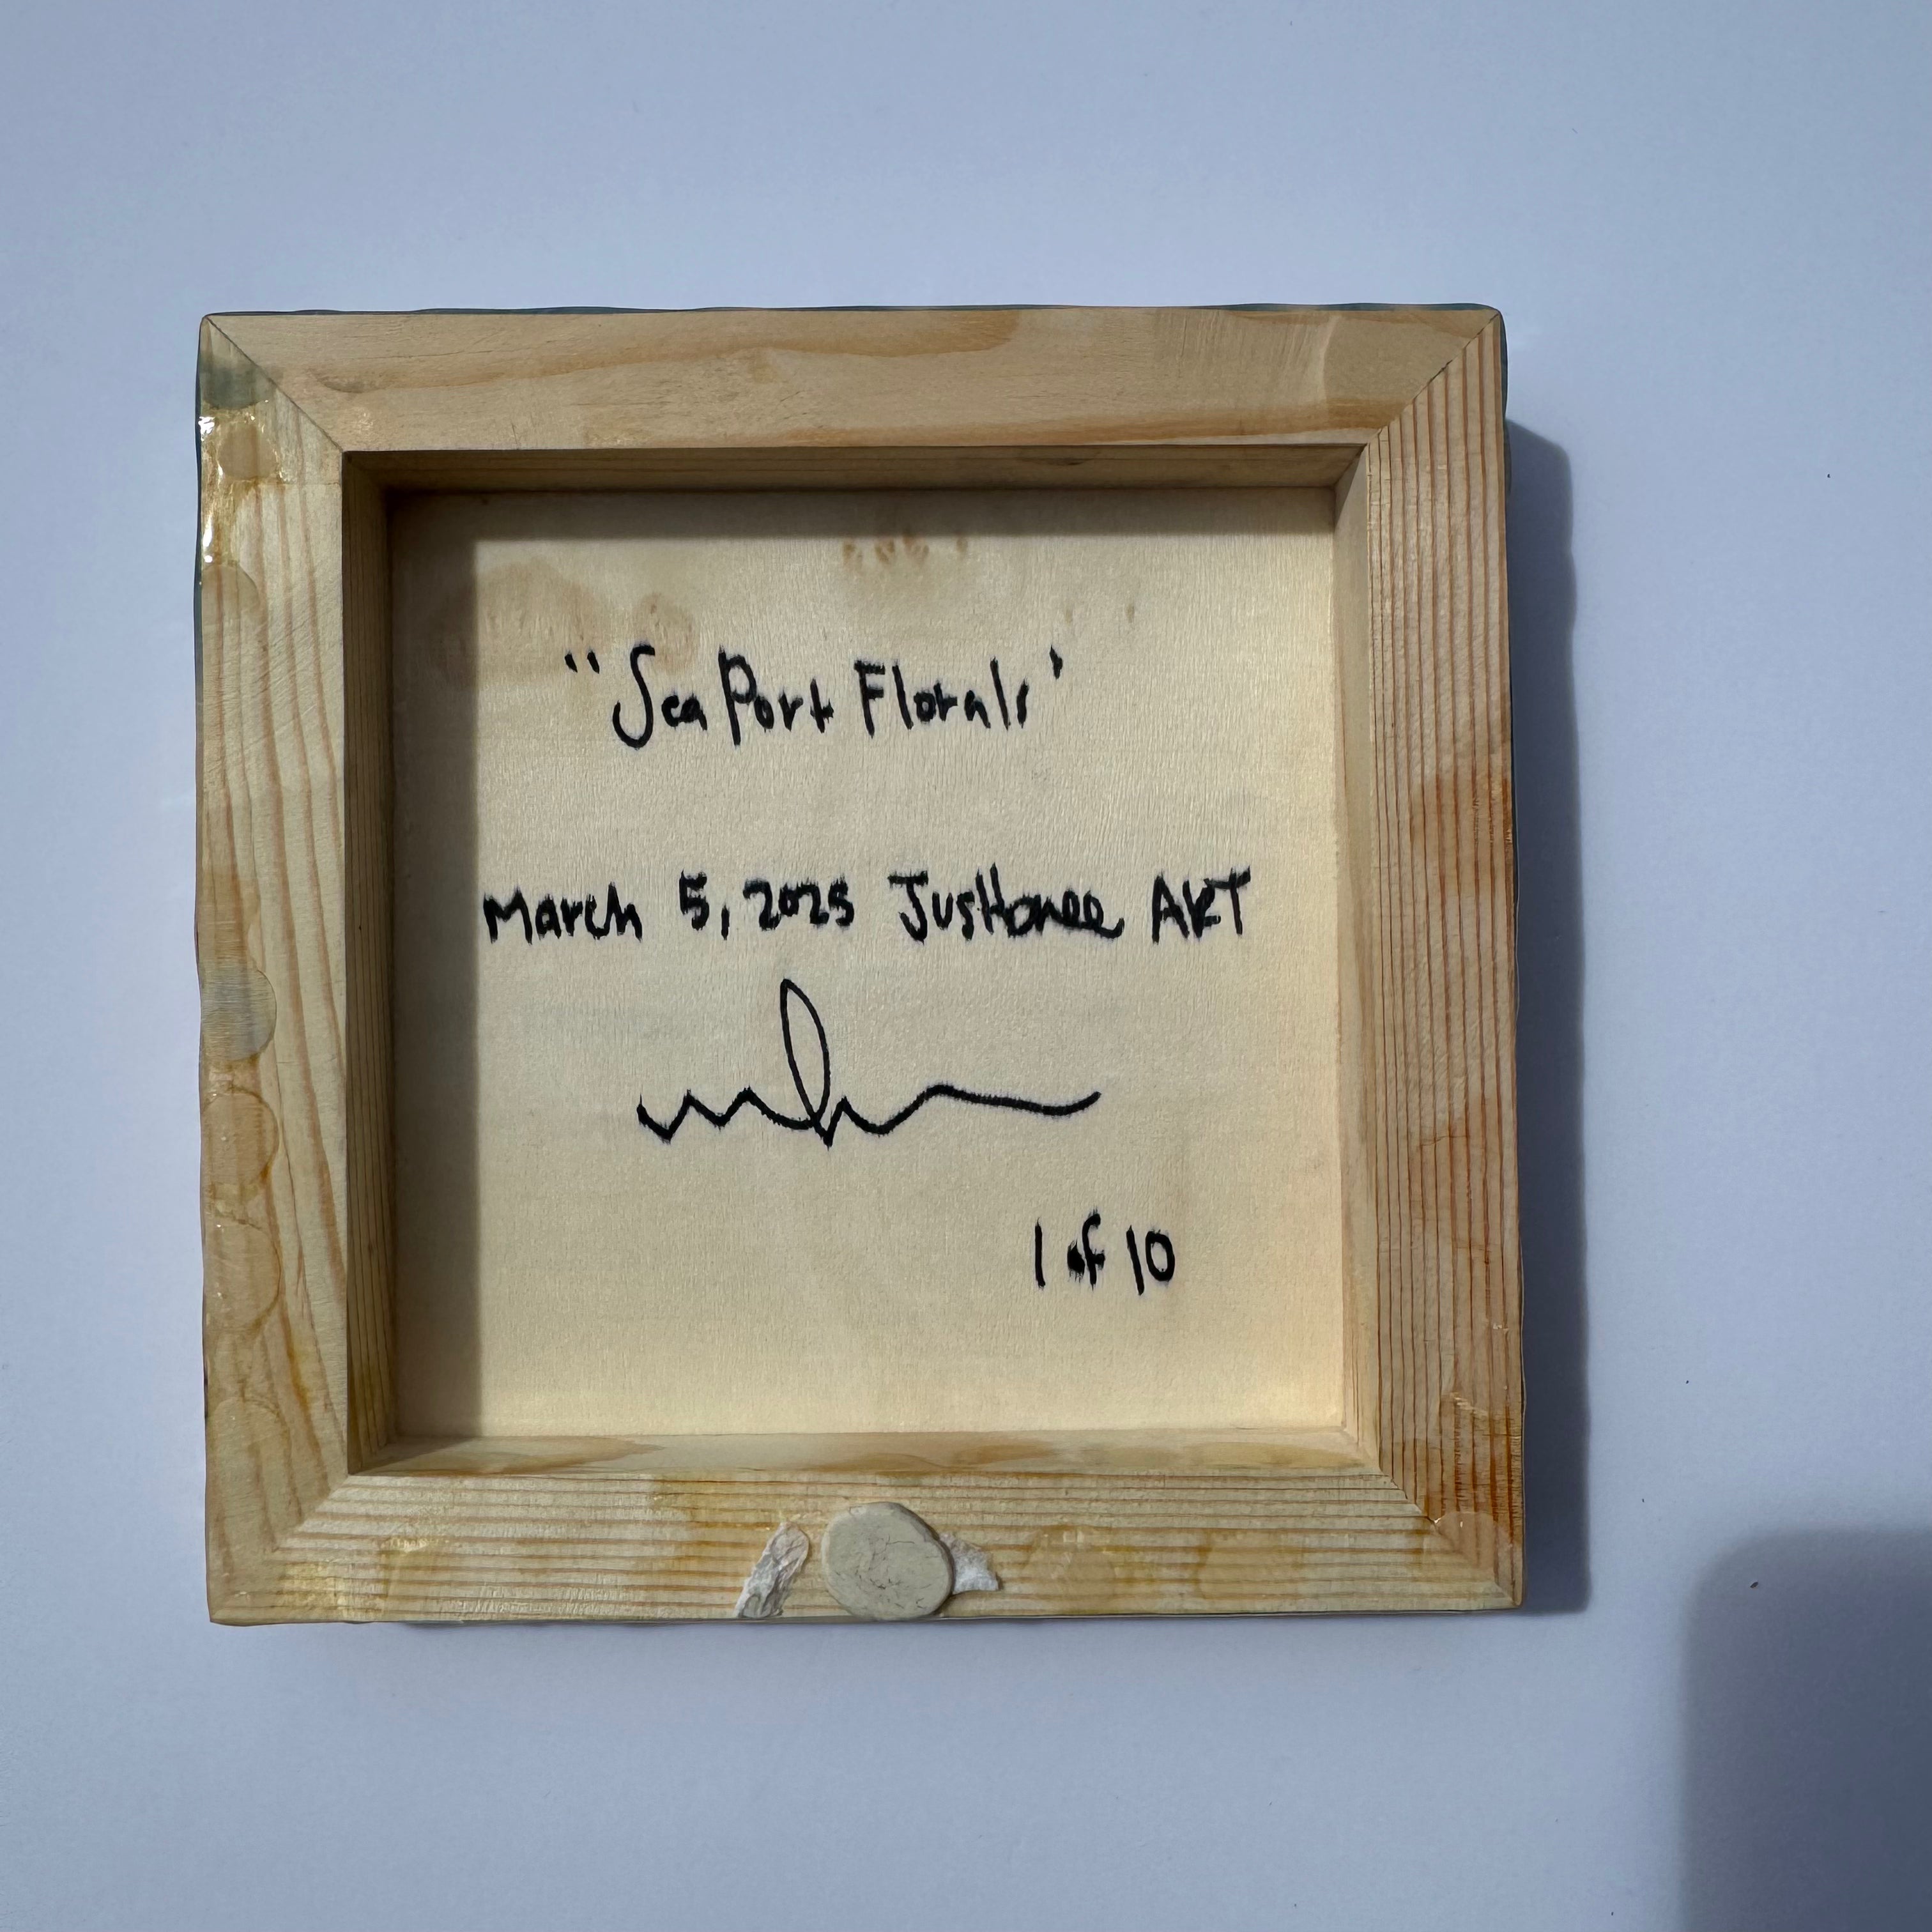 "Sea Port Florals"
March 5, 2025 JustHonee ART
1 of 10